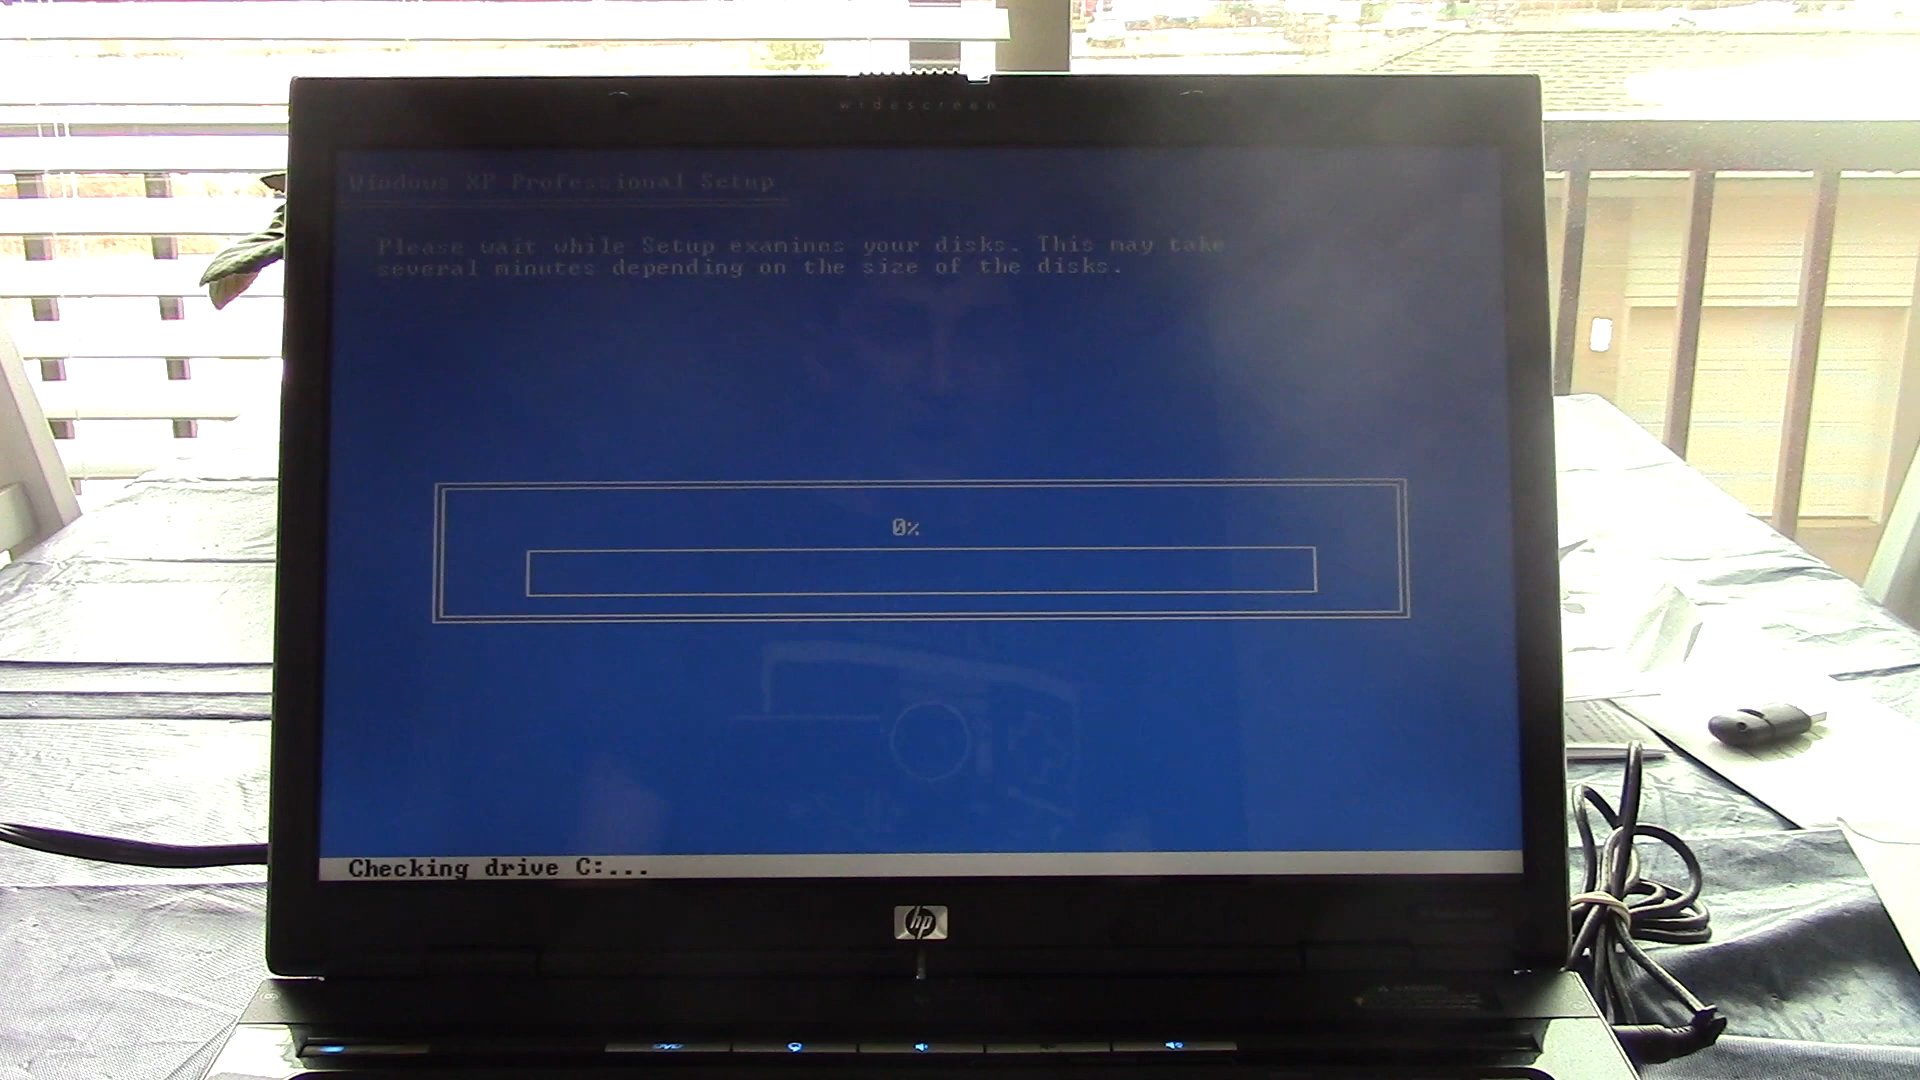 widescreen
Windows XP Professional Setup
Please wait while Setup examines your disks. This may take
several minutes depending on the size of the disks.
0%
Checking drive C:...
hp